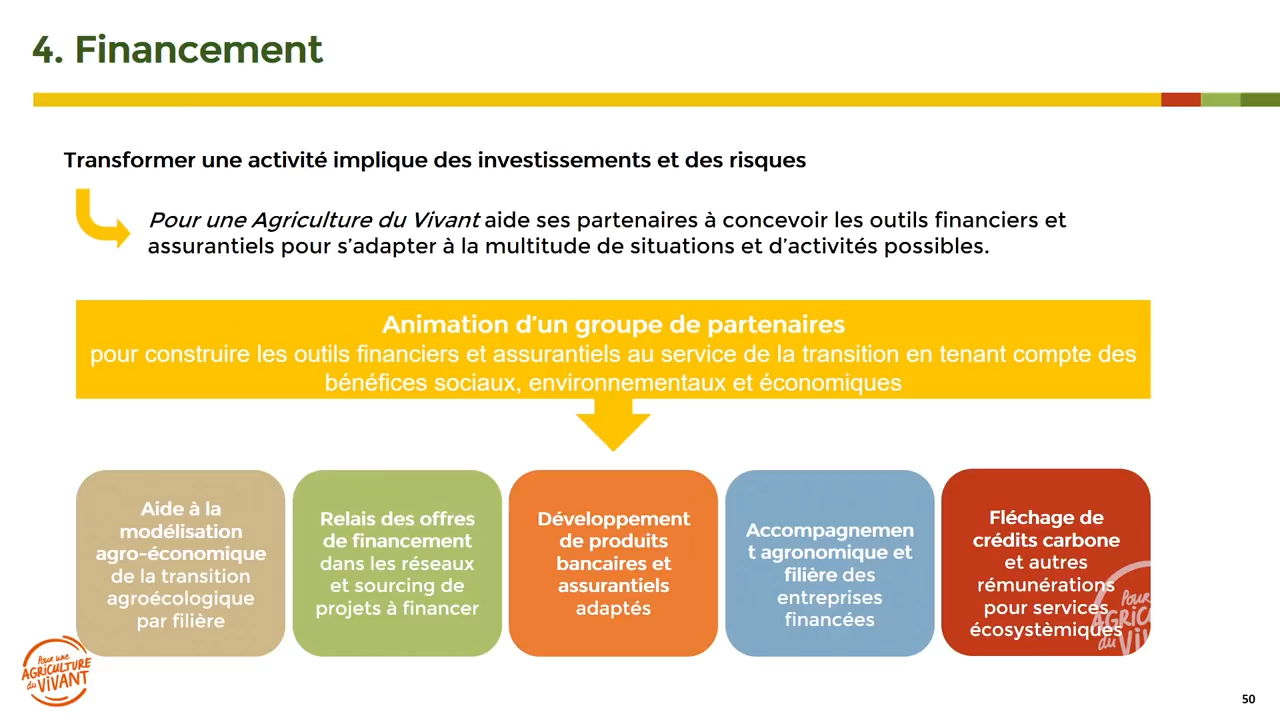 4. Financement
Transformer une activité implique des investissements et des risques
Pour une Agriculture du Vivant aide ses partenaires à concevoir les outils financiers et
assurantiels pour s’adapter à la multitude de situations et d’activités possibles.
Animation d’un groupe de partenaires
pour construire les outils financiers et assurantiels au service de la transition en tenant compte des
bénéfices sociaux, environnementaux et économiques
Aide à la
modélisation
agro-économique
de la transition
agroécologique
par filière
Relais des offres
de financement
dans les réseaux
et sourcing de
projets à financer
Développement
de produits
bancaires et
assurantiels
adaptés
Accompagnemen
t agronomique et
filière des
entreprises
financées
Fléchage de
crédits carbone
et autres
rémunérations
pour services
écosystèmiques
Pour une
AGRICULTURE
du ViVANT
50